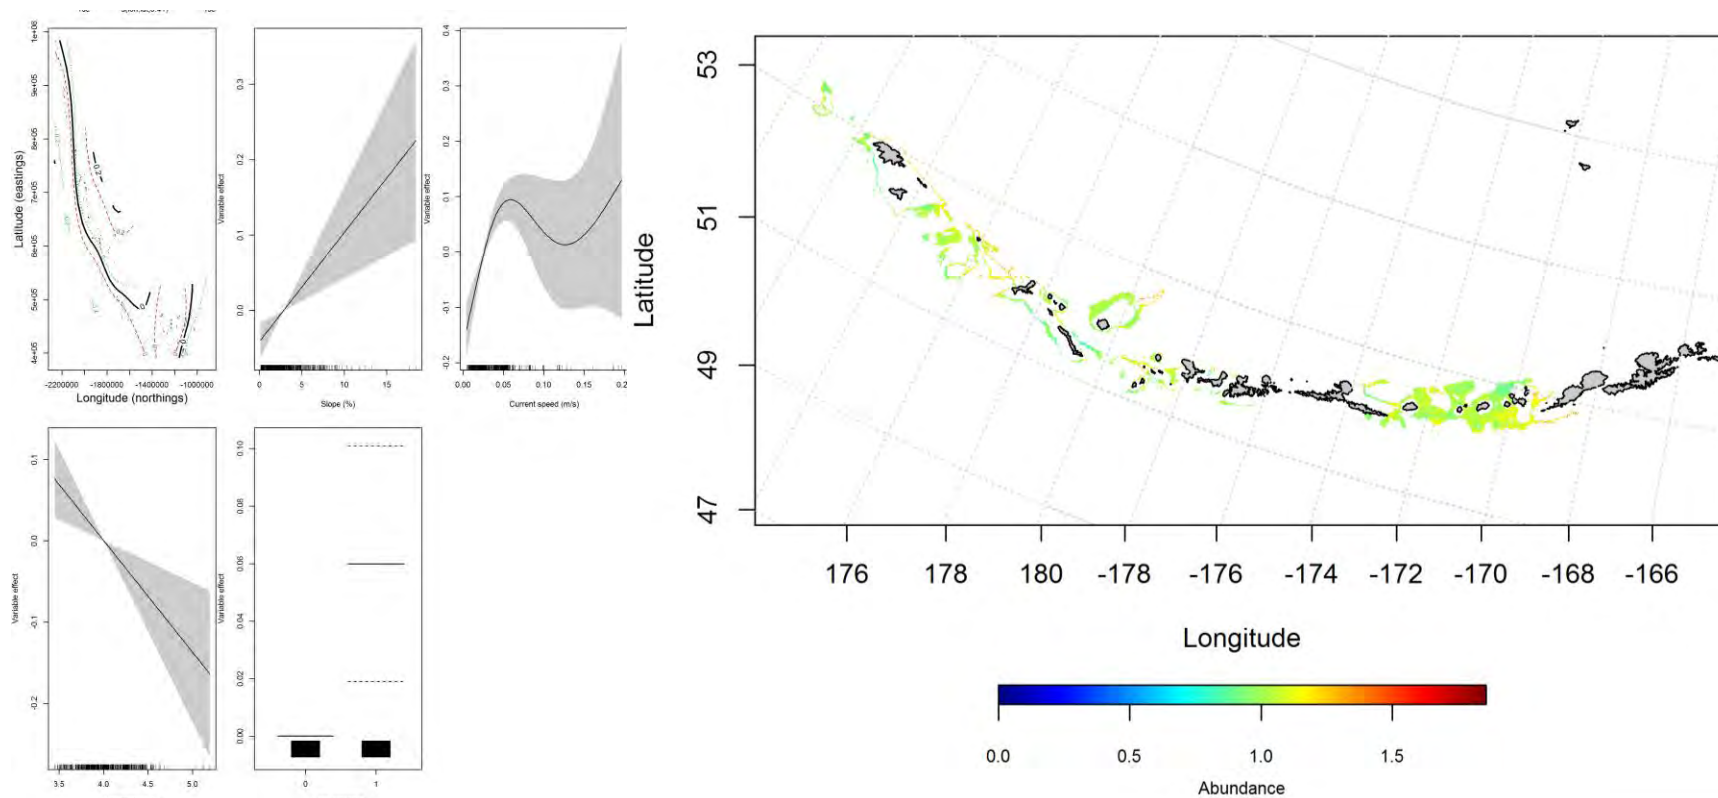 1e+06
9e+05
8e+05
7e+05
6e+05
5e+05
4e+05
Latitude (eastings)
-2200000 -1800000 -1400000 -1000000
Longitude (northings)
Variable effect
0.3
0.2
0.1
0.0
0 5 10 15
Slope (%)
Variable effect
0.4
0.3
0.2
0.1
0.0
-0.1
-0.2
0.00 0.05 0.10 0.15 0.2
Current speed (m/s)
Variable effect
0.1
0.0
-0.1
-0.2
3.5 4.0 4.5 5.0
Variable effect
0.10
0.08
0.06
0.04
0.02
0.00
0 1
Latitude
53
51
49
47
176 178 180 -178 -176 -174 -172 -170 -168 -166
Longitude
0.0 0.5 1.0 1.5
Abundance